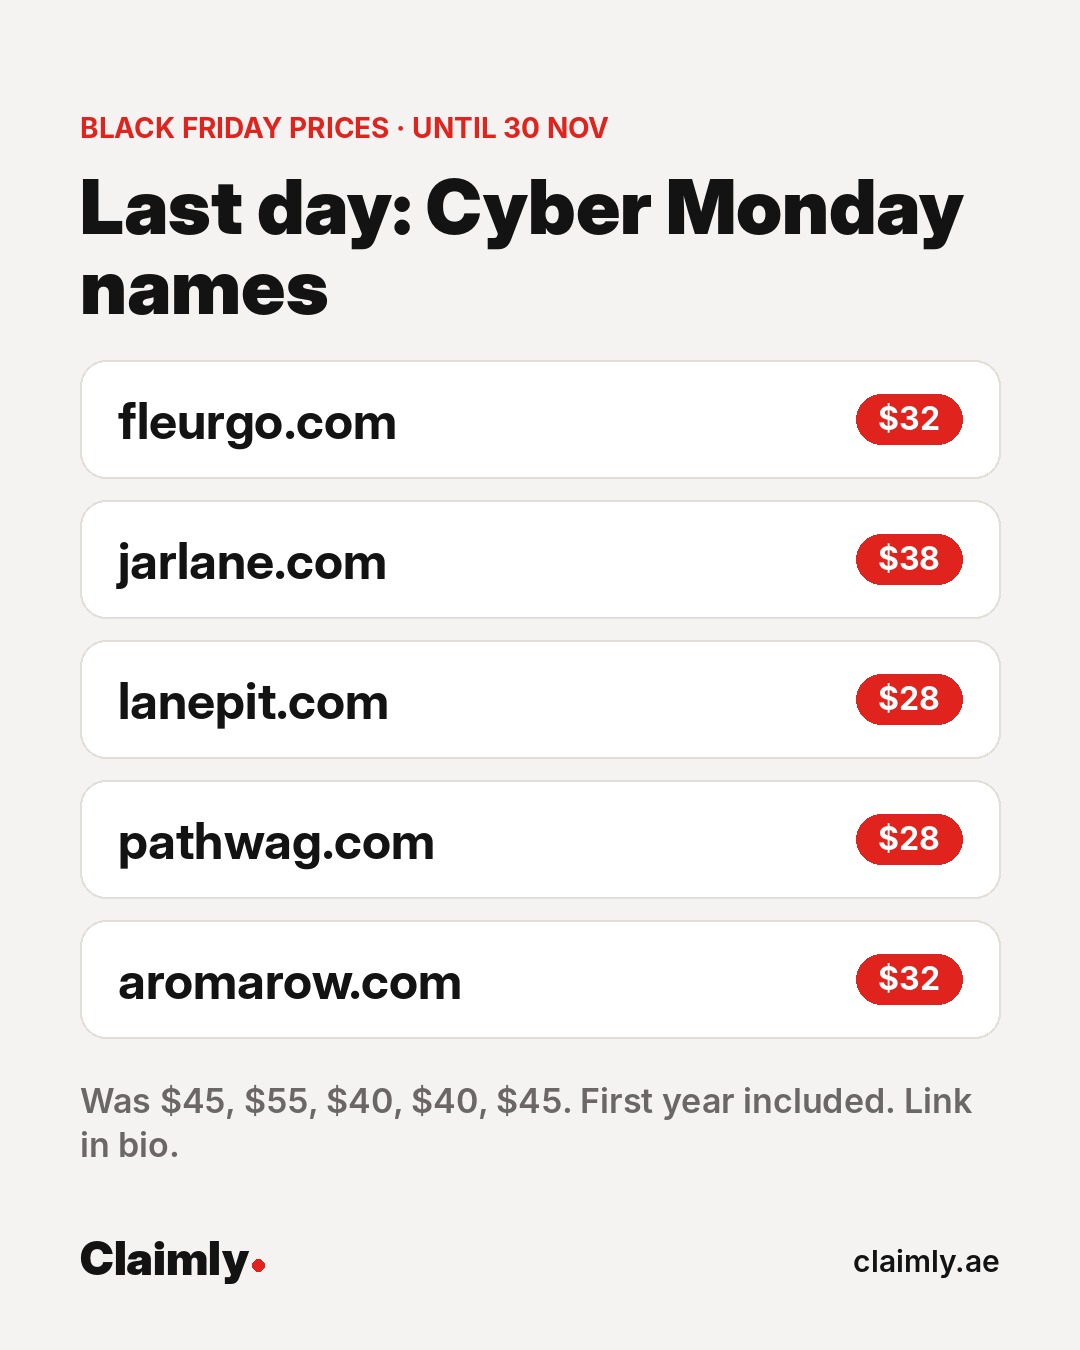 BLACK FRIDAY PRICES · UNTIL 30 NOV
Last day: Cyber Monday
names
fleurgo.com $32
jarlane.com $38
lanepit.com $28
pathwag.com $28
aromarow.com $32
Was $45, $55, $40, $40, $45. First year included. Link
in bio.
Claimly. claimly.ae